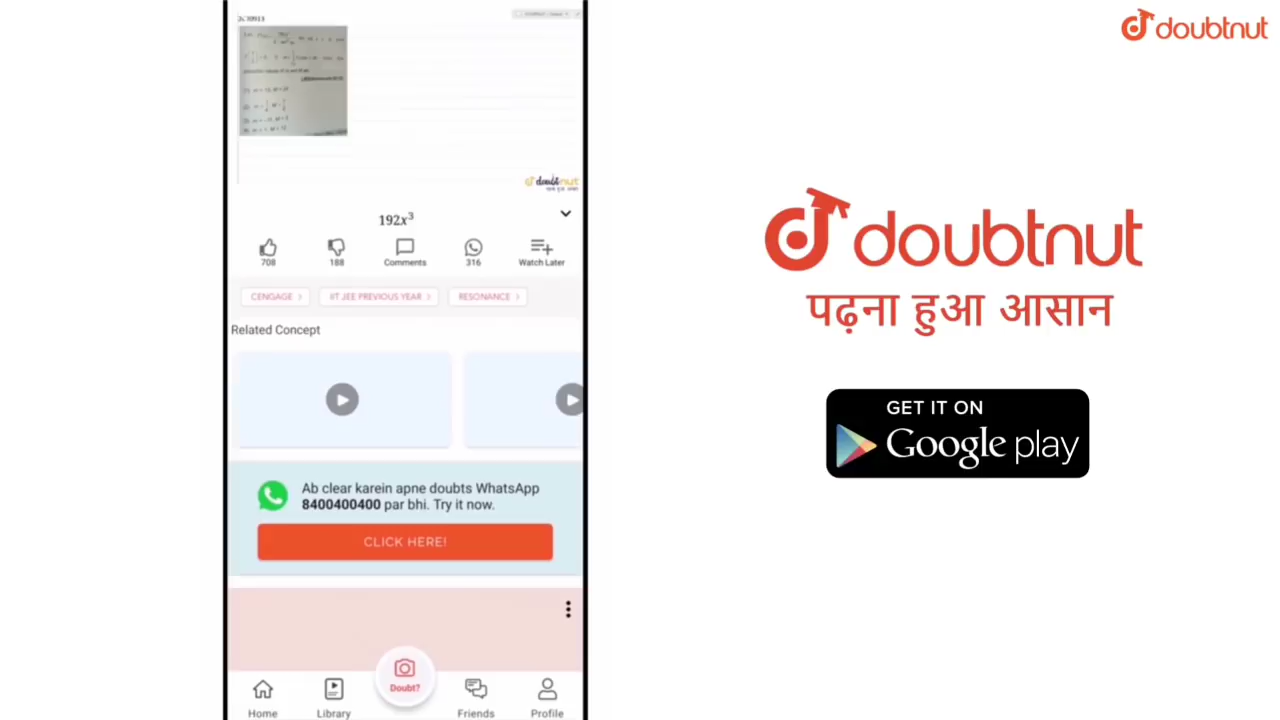 doubtnut
doubtnut
192x³
708
188
Comments
316
Watch Later
CENGAGE
IIT JEE PREVIOUS YEAR
RESONANCE
Related Concept
Ab clear karein apne doubts WhatsApp
8400400400 par bhi. Try it now.
CLICK HERE!
Doubt?
Home
Library
Friends
Profile
doubtnut
पढ़ना हुआ आसान
GET IT ON
Google play